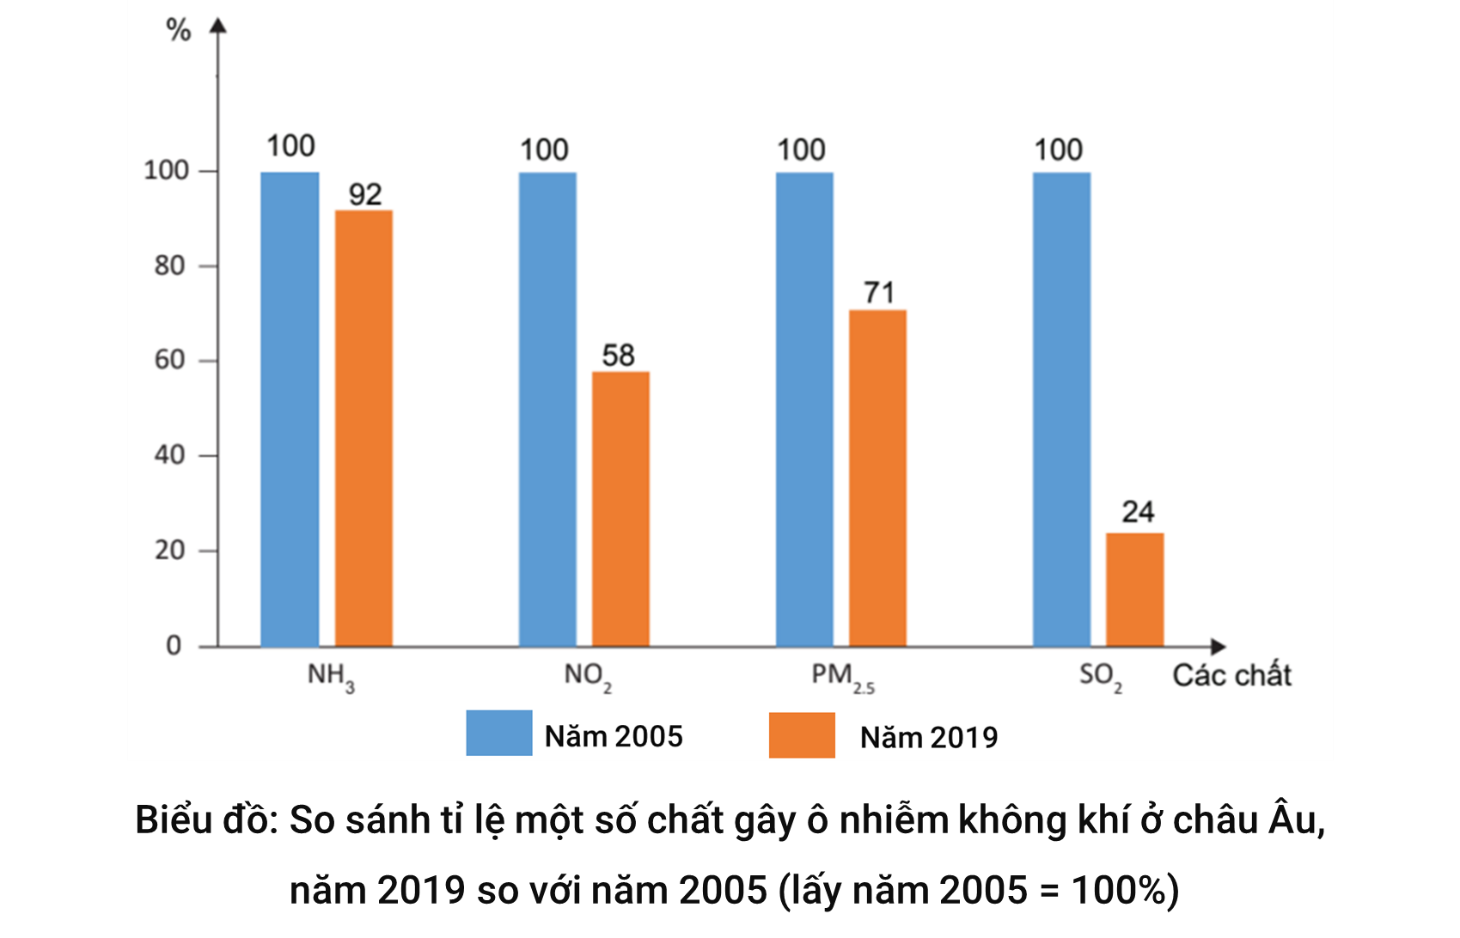 %
100 100 100 100
100
92
80
71
60
58
40
24
20
0
NH₃ NO₂ PM₂.₅ SO₂ Các chất
Năm 2005 Năm 2019
Biểu đồ: So sánh tỉ lệ một số chất gây ô nhiễm không khí ở châu Âu,
năm 2019 so với năm 2005 (lấy năm 2005 = 100%)